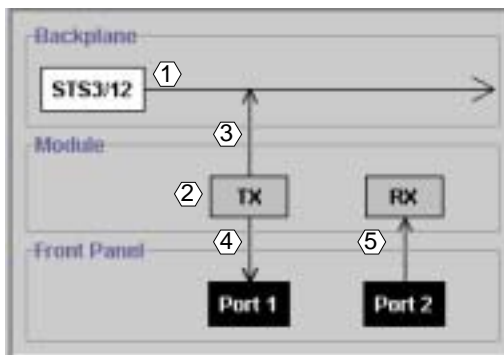 Backplane
STS3/12 1
3
Module
2 TX RX
4 5
Front Panel
Port 1 Port 2